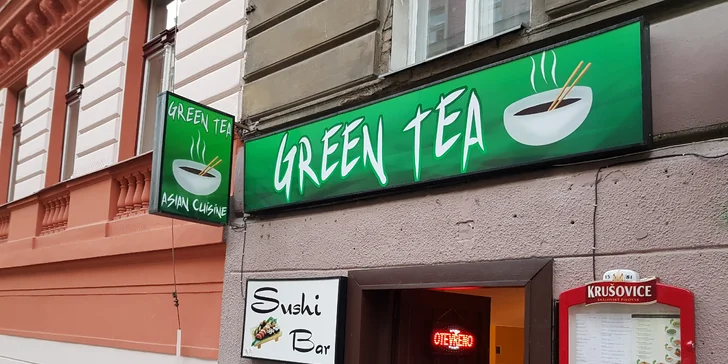 GREEN TEA
ASIAN CUISINE
GREEN TEA
Sushi
Bar
OTEVŘENO
KRUŠOVICE